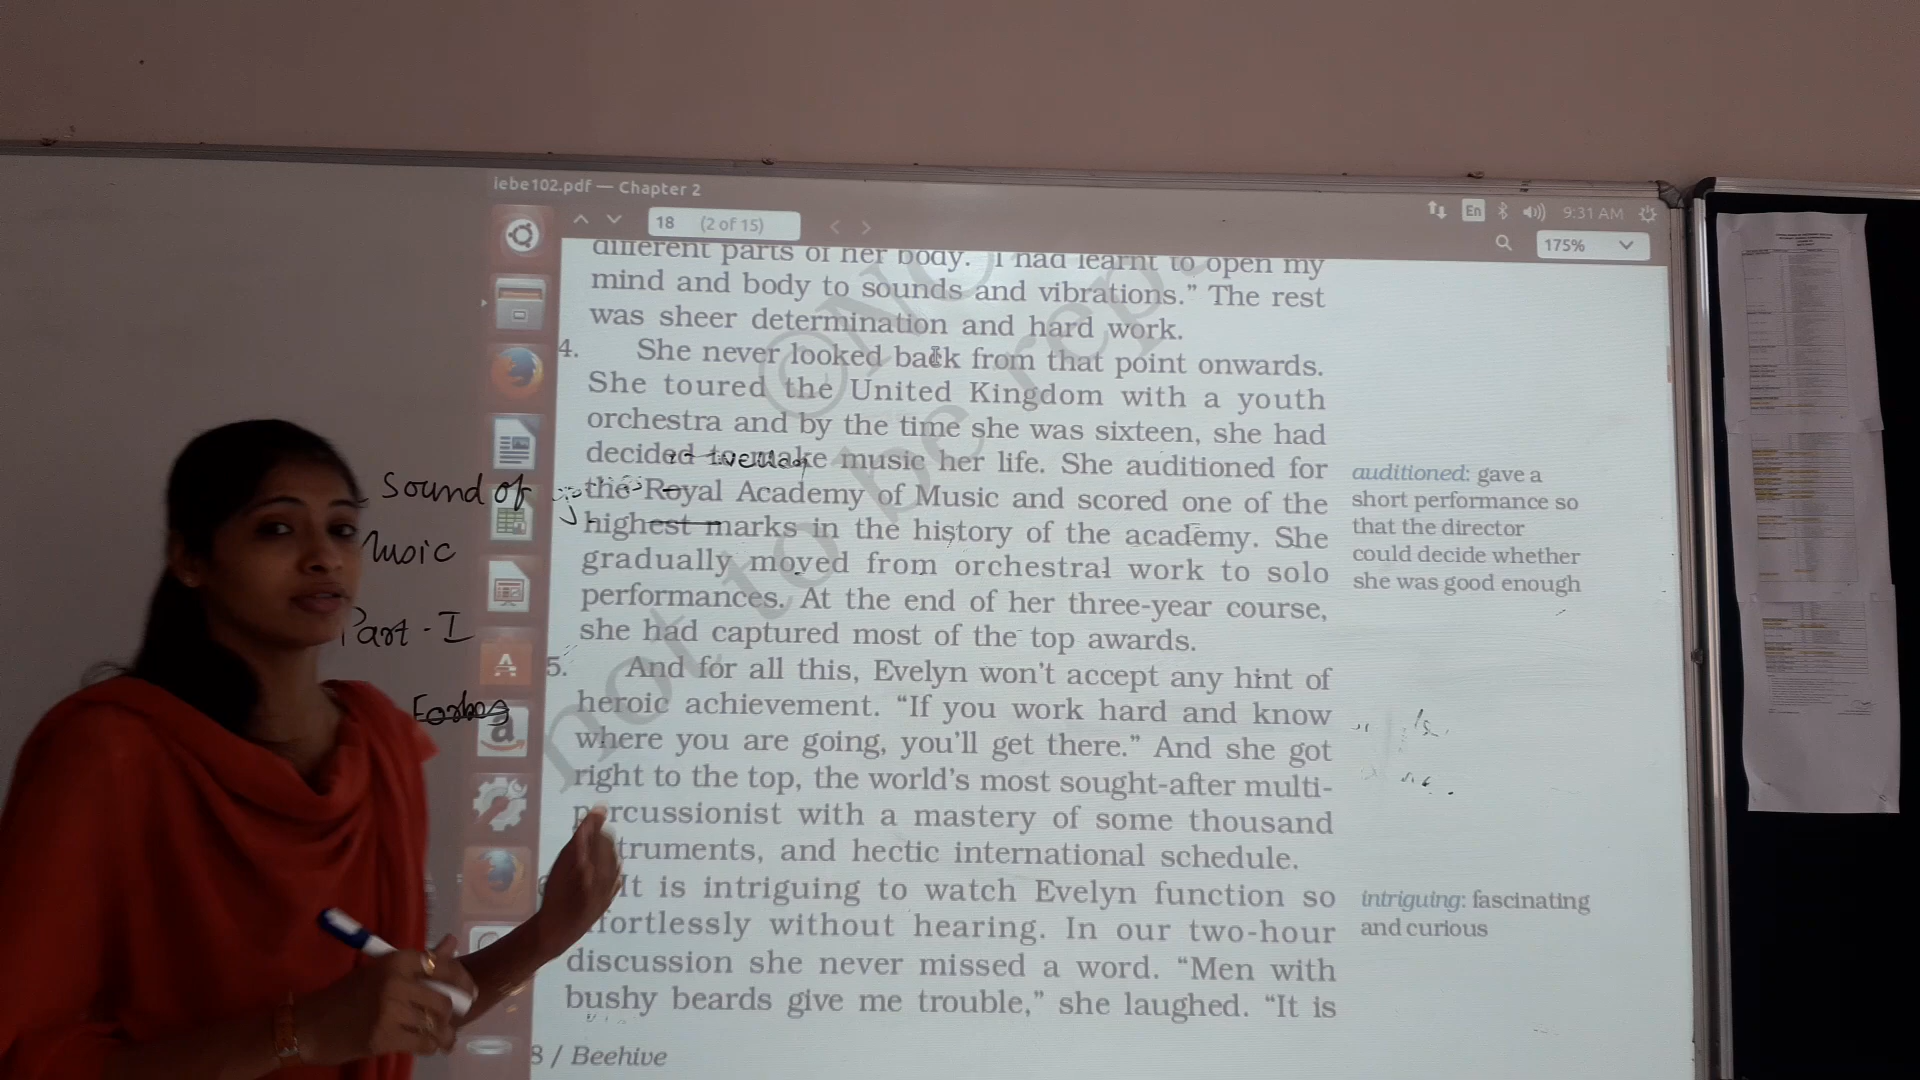 iebe102.pdf — Chapter 2
18 (2 of 15)
En
9:31 AM
175%
different parts of her body. "I had learnt to open my
mind and body to sounds and vibrations." The rest
was sheer determination and hard work.
4. She never looked back from that point onwards.
She toured the United Kingdom with a youth
orchestra and by the time she was sixteen, she had
decided to make music her life. She auditioned for
the Royal Academy of Music and scored one of the
highest marks in the history of the academy. She
gradually moved from orchestral work to solo
performances. At the end of her three-year course,
she had captured most of the top awards.
auditioned: gave a
short performance so
that the director
could decide whether
she was good enough
5. And for all this, Evelyn won't accept any hint of
heroic achievement. "If you work hard and know
where you are going, you'll get there." And she got
right to the top, the world's most sought-after multi-
percussionist with a mastery of some thousand
truments, and hectic international schedule.
It is intriguing to watch Evelyn function so
fortlessly without hearing. In our two-hour
discussion she never missed a word. "Men with
bushy beards give me trouble," she laughed. "It is
intriguing: fascinating
and curious
8 / Beehive
Sound of
Music
Part - I
not to be rep